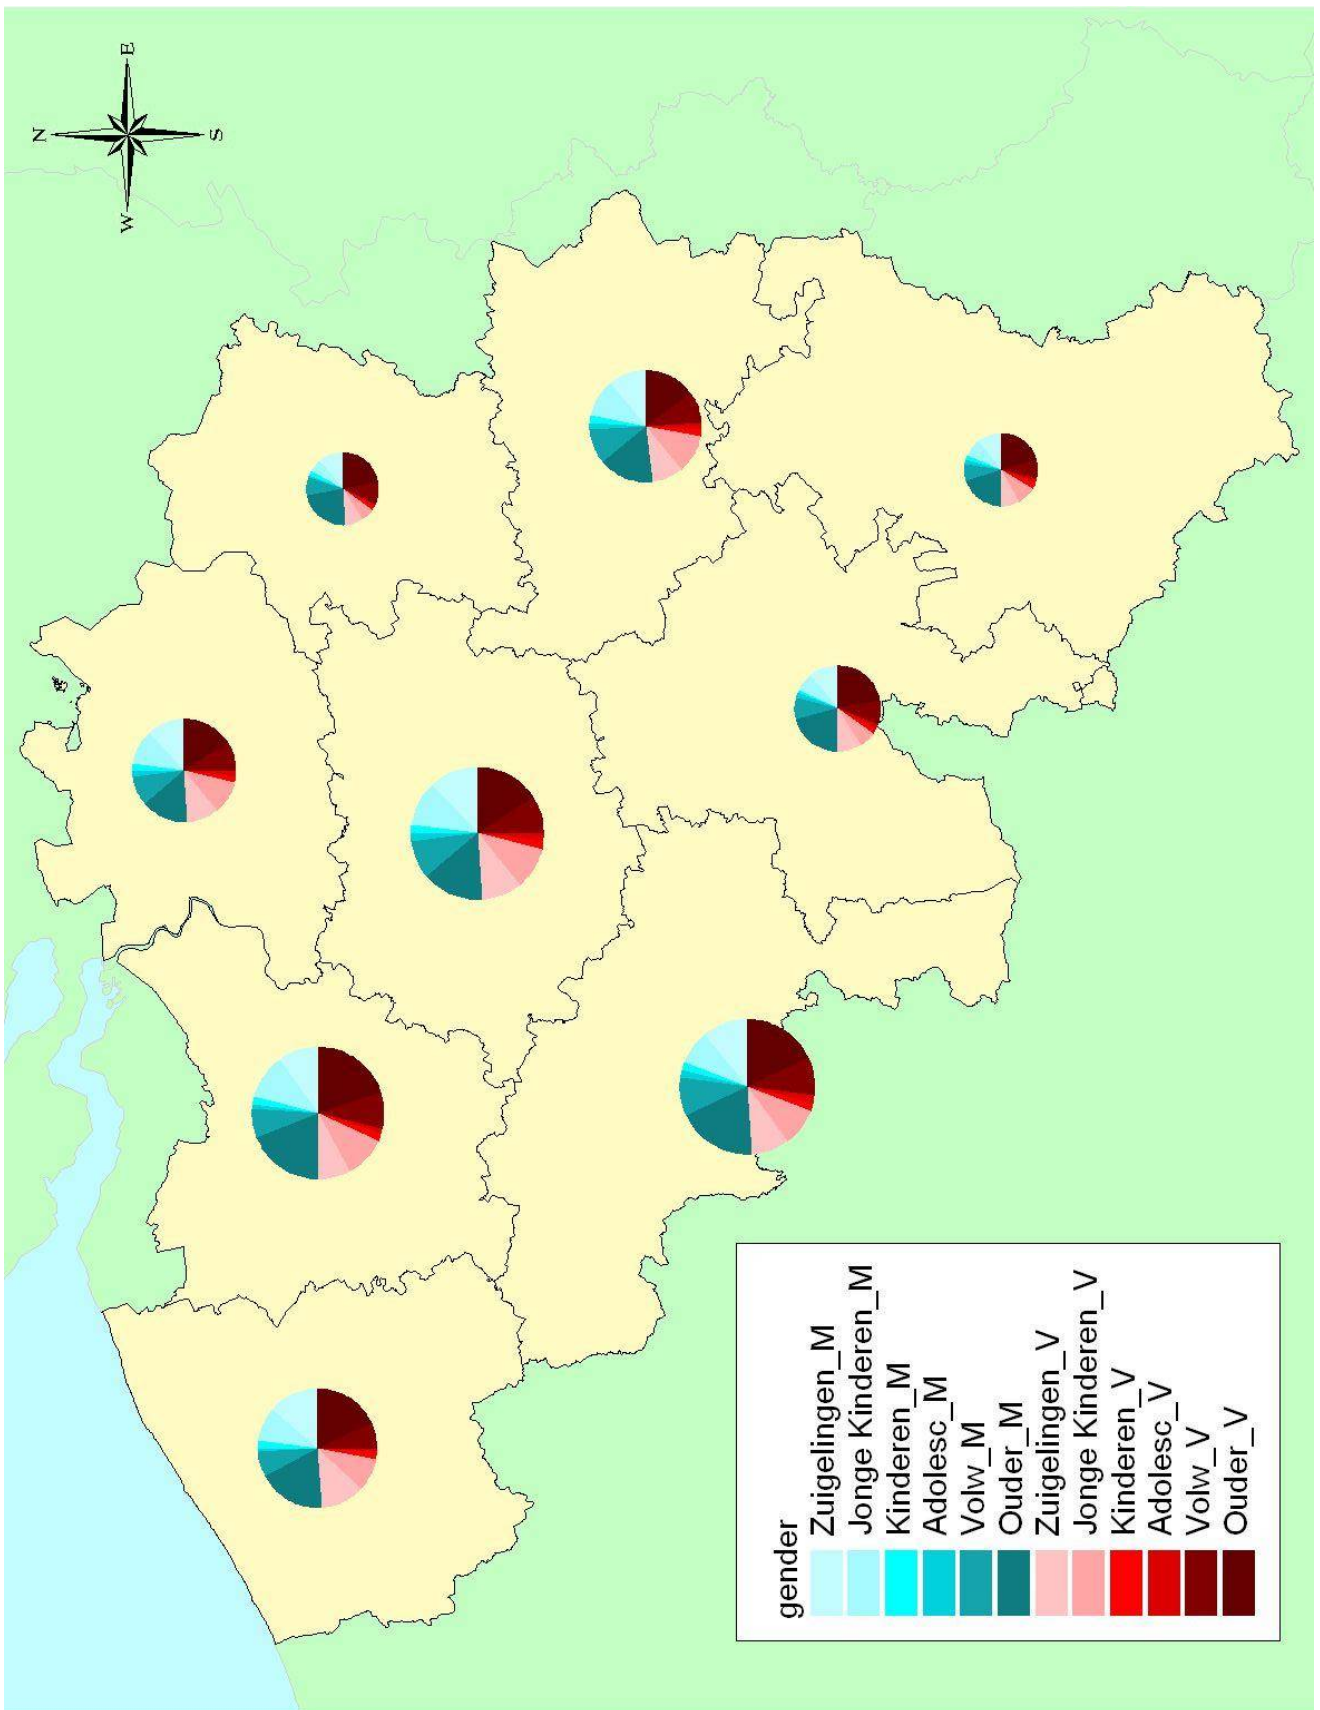 N
E
S
W
gender
Zuigelingen_M
Jonge Kinderen_M
Kinderen_M
Adolesc_M
Volw_M
Ouder_M
Zuigelingen_V
Jonge Kinderen_V
Kinderen_V
Adolesc_V
Volw_V
Ouder_V